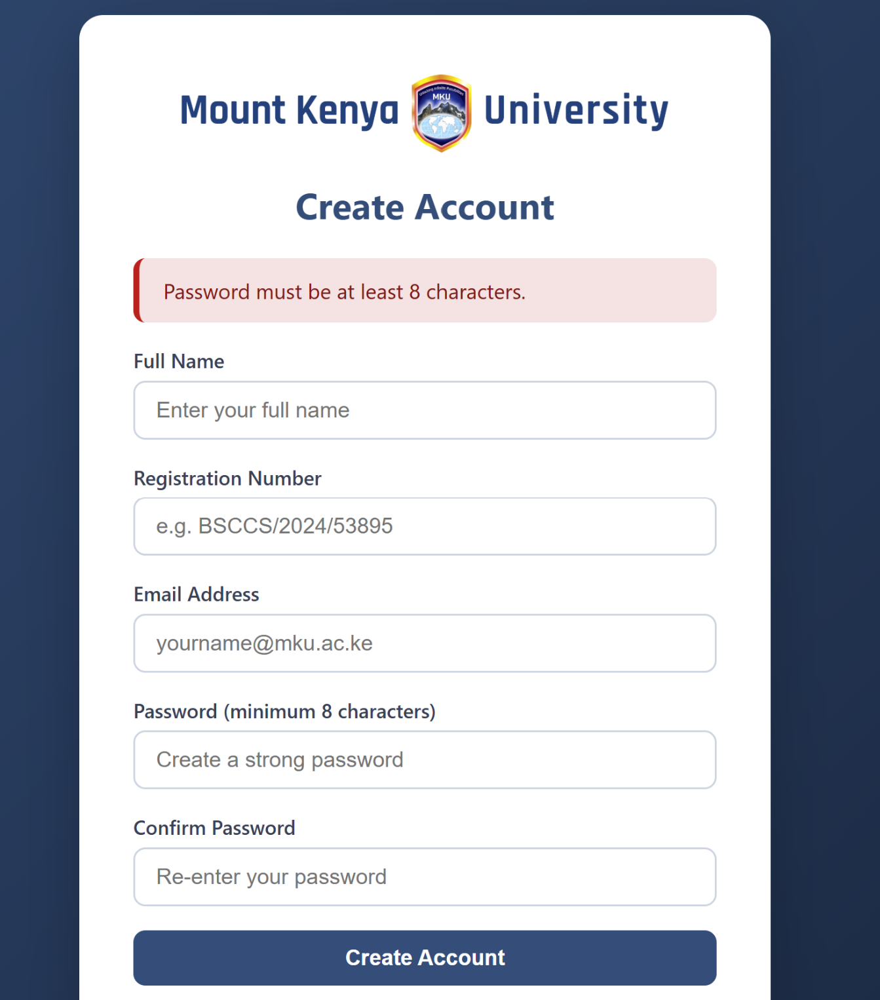 Mount Kenya University
Unlocking Infinite Possibilities
MKU
Create Account
Password must be at least 8 characters.
Full Name
Enter your full name
Registration Number
e.g. BSCCS/2024/53895
Email Address
yourname@mku.ac.ke
Password (minimum 8 characters)
Create a strong password
Confirm Password
Re-enter your password
Create Account